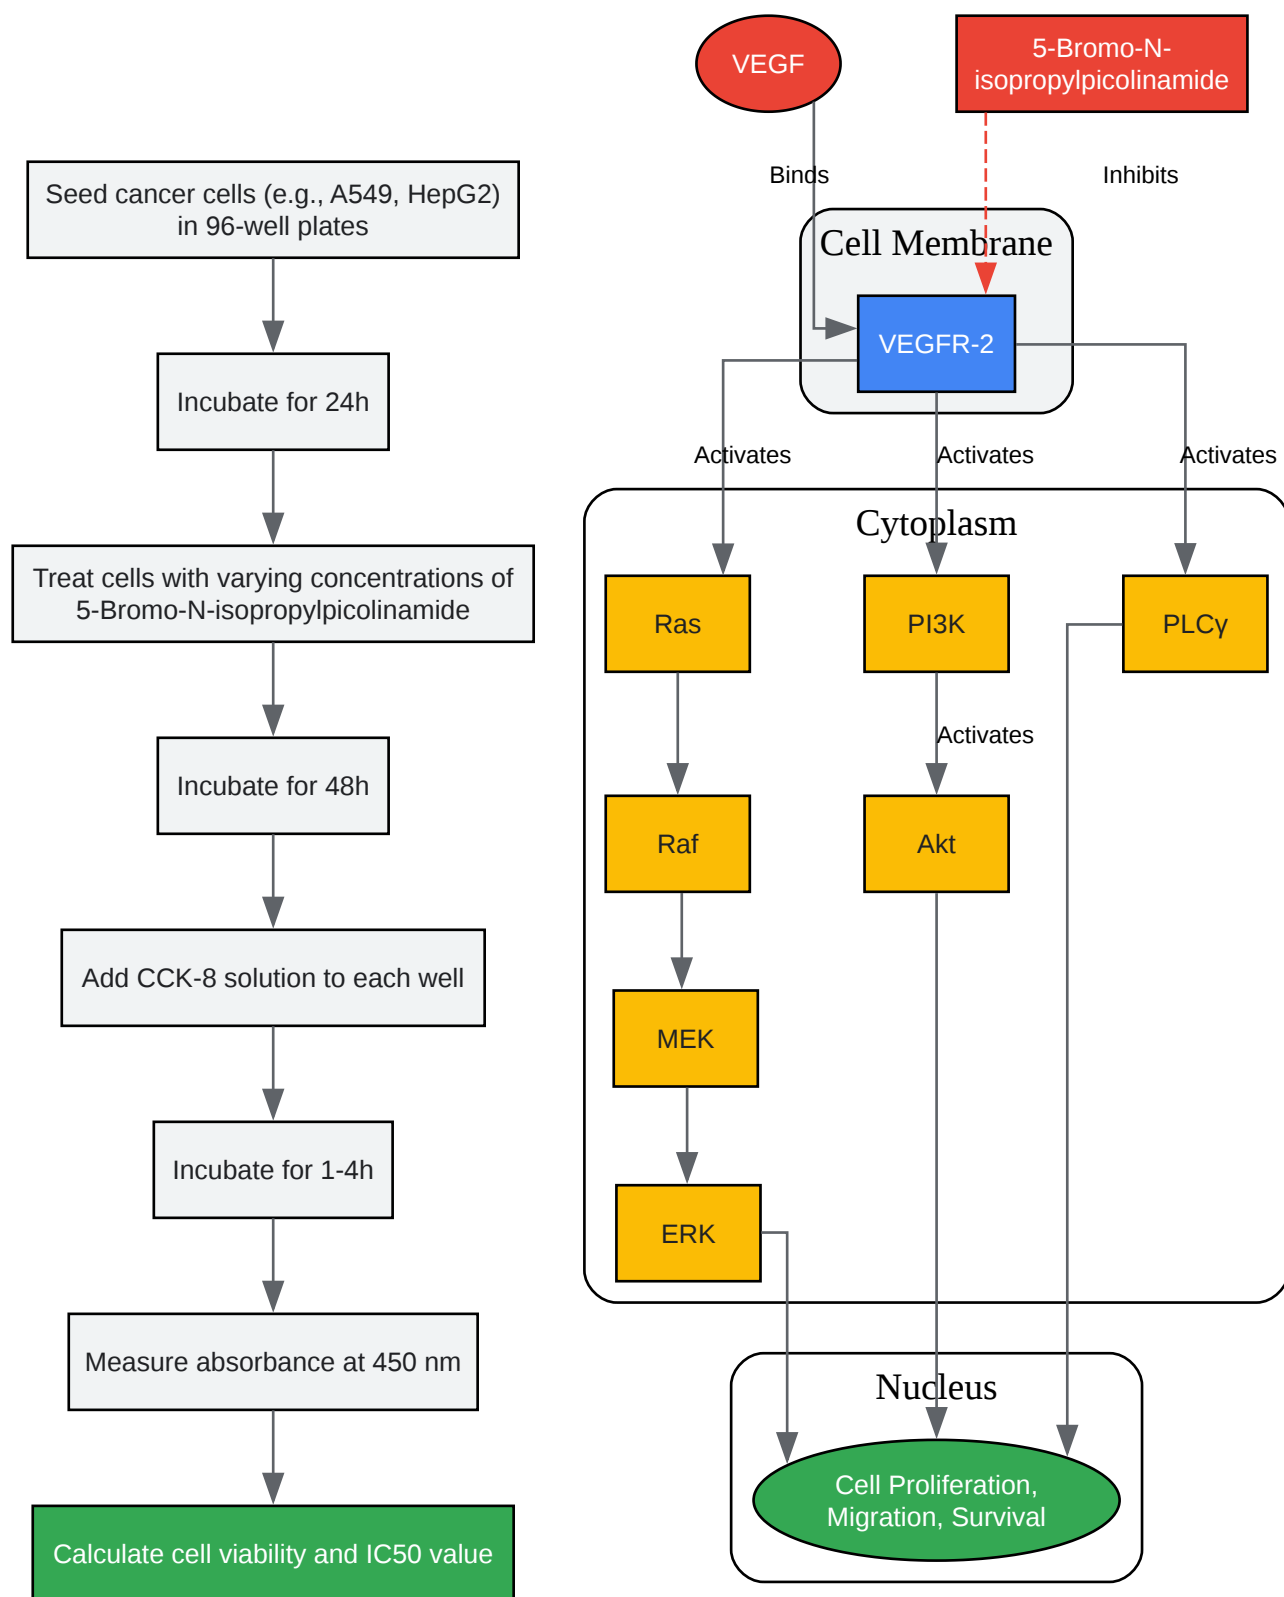 Seed cancer cells (e.g., A549, HepG2)
in 96-well plates
Incubate for 24h
Treat cells with varying concentrations of
5-Bromo-N-isopropylpicolinamide
Incubate for 48h
Add CCK-8 solution to each well
Incubate for 1-4h
Measure absorbance at 450 nm
Calculate cell viability and IC50 value
VEGF
5-Bromo-N-
isopropylpicolinamide
Binds
Inhibits
Cell Membrane
VEGFR-2
Activates
Activates
Activates
Cytoplasm
Ras
PI3K
PLCγ
Activates
Raf
Akt
MEK
ERK
Nucleus
Cell Proliferation,
Migration, Survival